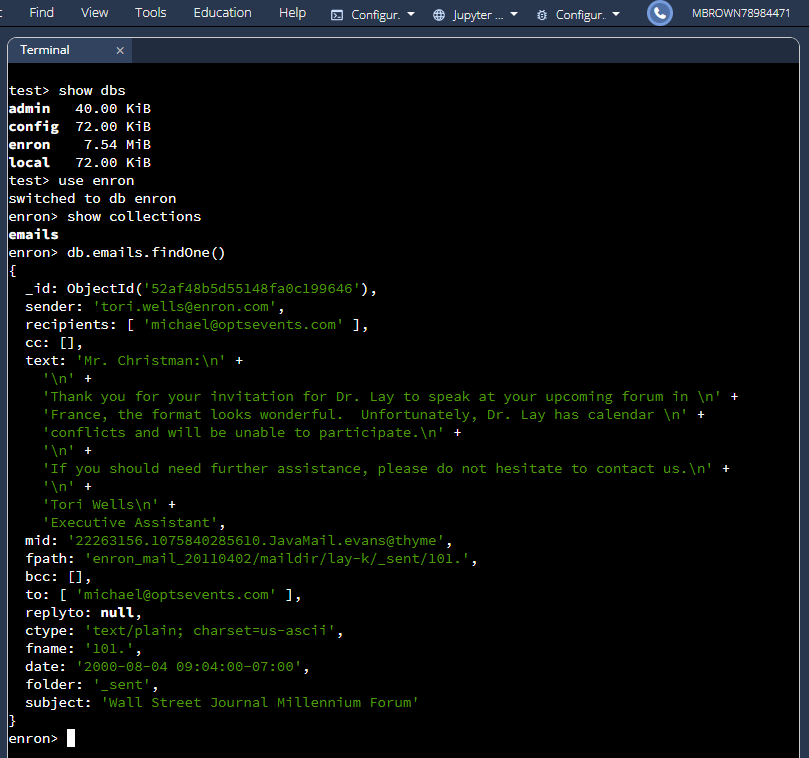 Find View Tools Education Help Configur. Jupyter ... Configur.. MBROWN78984471
Terminal ×
test> show dbs
admin   40.00 KiB
config  72.00 KiB
enron    7.54 MiB
local   72.00 KiB
test> use enron
switched to db enron
enron> show collections
emails
enron> db.emails.findOne()
{
  _id: ObjectId('52af48b5d55148fa0c199646'),
  sender: 'tori.wells@enron.com',
  recipients: [ 'michael@optsevents.com' ],
  cc: [],
  text: 'Mr. Christman:\n' +
    '\n' +
    'Thank you for your invitation for Dr. Lay to speak at your upcoming forum in \n' +
    'France, the format looks wonderful.  Unfortunately, Dr. Lay has calendar \n' +
    'conflicts and will be unable to participate.\n' +
    '\n' +
    'If you should need further assistance, please do not hesitate to contact us.\n' +
    '\n' +
    'Tori Wells\n' +
    'Executive Assistant',
  mid: '22263156.1075840285610.JavaMail.evans@thyme',
  fpath: 'enron_mail_20110402/maildir/lay-k/_sent/101.',
  bcc: [],
  to: [ 'michael@optsevents.com' ],
  replyto: null,
  ctype: 'text/plain; charset=us-ascii',
  fname: '101.',
  date: '2000-08-04 09:04:00-07:00',
  folder: '_sent',
  subject: 'Wall Street Journal Millennium Forum'
}
enron>